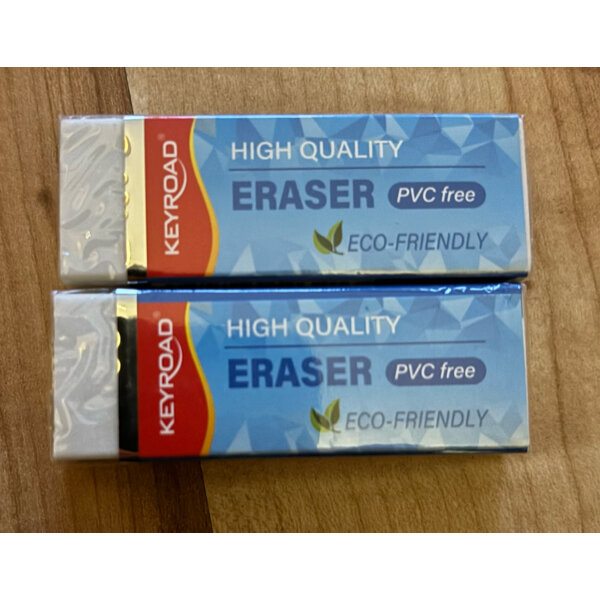 KEYROAD®
HIGH QUALITY
ERASER PVC free
ECO-FRIENDLY
KEYROAD®
HIGH QUALITY
ERASER PVC free
ECO-FRIENDLY